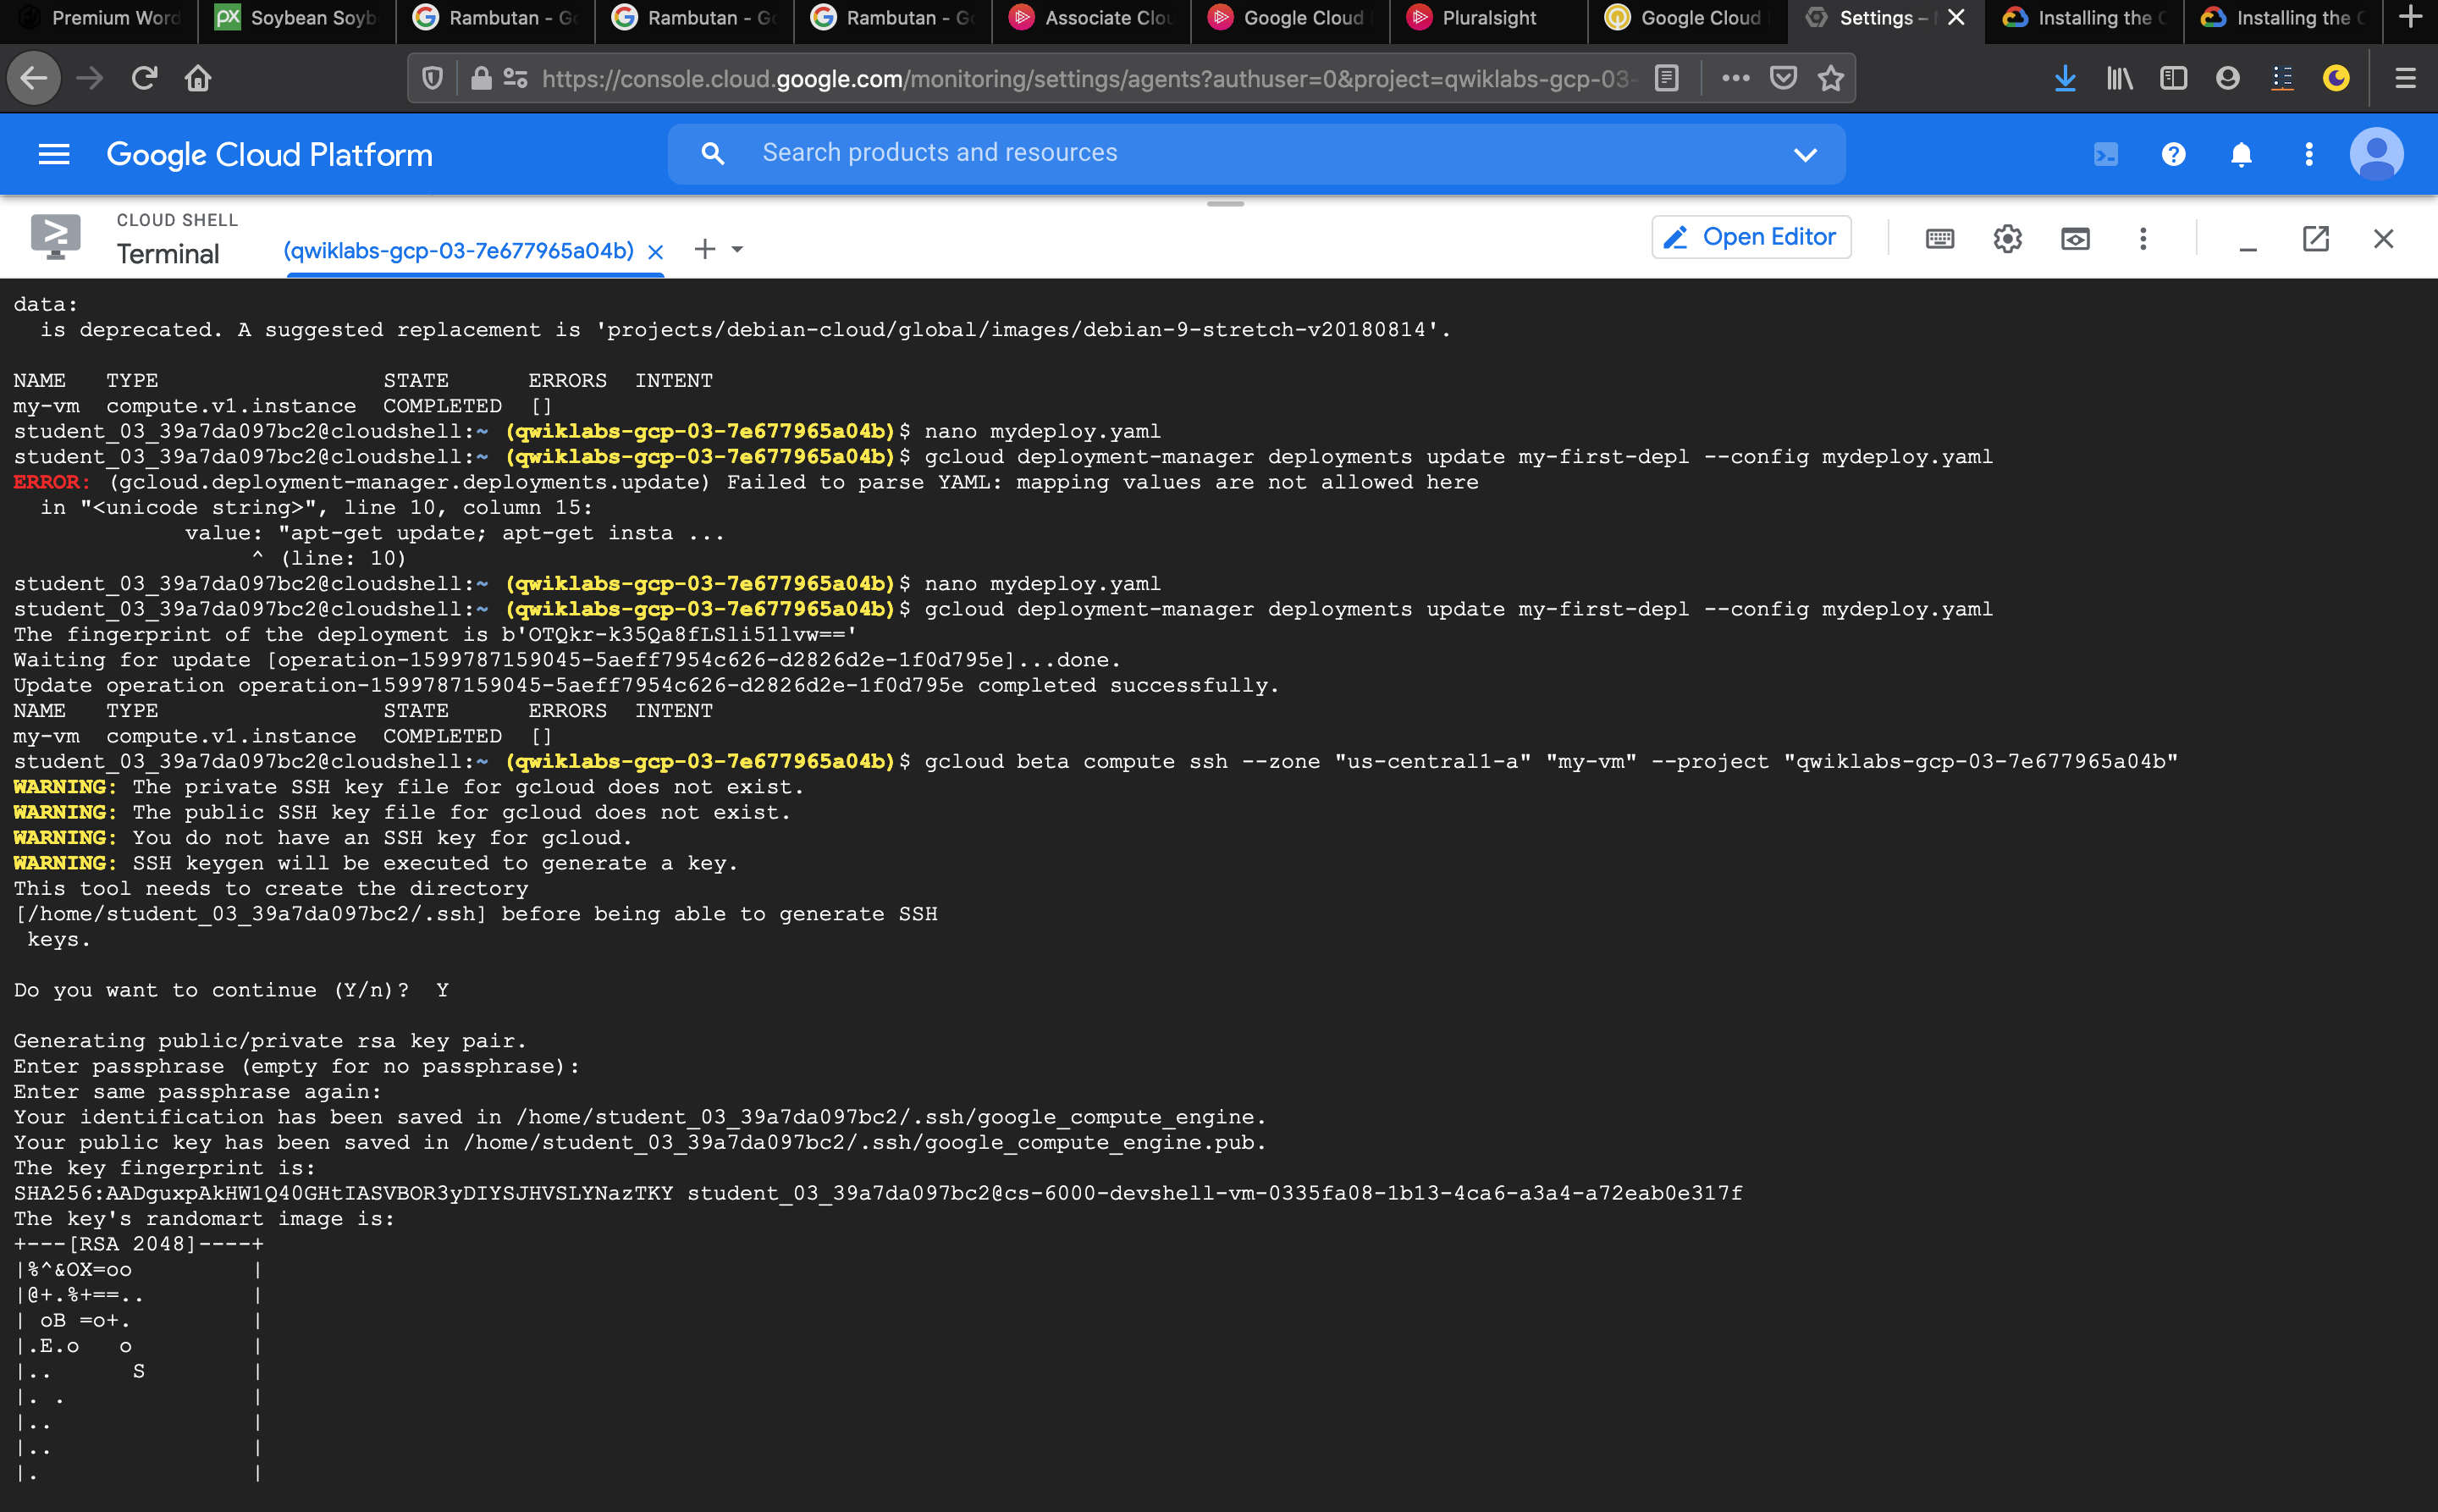 Premium Word
Soybean Soyb
Rambutan - Go
Rambutan - Go
Rambutan - Go
Associate Clou
Google Cloud
Pluralsight
Google Cloud
Settings –
Installing the C
Installing the C
https://console.cloud.google.com/monitoring/settings/agents?authuser=0&project=qwiklabs-gcp-03-
Google Cloud Platform
Search products and resources
CLOUD SHELL
Terminal
(qwiklabs-gcp-03-7e677965a04b)
Open Editor
data:
  is deprecated. A suggested replacement is 'projects/debian-cloud/global/images/debian-9-stretch-v20180814'.
NAME   TYPE                 STATE      ERRORS  INTENT
my-vm  compute.v1.instance  COMPLETED  []
student_03_39a7da097bc2@cloudshell:~ (qwiklabs-gcp-03-7e677965a04b)$ nano mydeploy.yaml
student_03_39a7da097bc2@cloudshell:~ (qwiklabs-gcp-03-7e677965a04b)$ gcloud deployment-manager deployments update my-first-depl --config mydeploy.yaml
ERROR: (gcloud.deployment-manager.deployments.update) Failed to parse YAML: mapping values are not allowed here
  in "<unicode string>", line 10, column 15:
             value: "apt-get update; apt-get insta ...
                  ^ (line: 10)
student_03_39a7da097bc2@cloudshell:~ (qwiklabs-gcp-03-7e677965a04b)$ nano mydeploy.yaml
student_03_39a7da097bc2@cloudshell:~ (qwiklabs-gcp-03-7e677965a04b)$ gcloud deployment-manager deployments update my-first-depl --config mydeploy.yaml
The fingerprint of the deployment is b'OTQkr-k35Qa8fLSli51lvw=='
Waiting for update [operation-1599787159045-5aeff7954c626-d2826d2e-1f0d795e]...done.
Update operation operation-1599787159045-5aeff7954c626-d2826d2e-1f0d795e completed successfully.
NAME   TYPE                 STATE      ERRORS  INTENT
my-vm  compute.v1.instance  COMPLETED  []
student_03_39a7da097bc2@cloudshell:~ (qwiklabs-gcp-03-7e677965a04b)$ gcloud beta compute ssh --zone "us-central1-a" "my-vm" --project "qwiklabs-gcp-03-7e677965a04b"
WARNING: The private SSH key file for gcloud does not exist.
WARNING: The public SSH key file for gcloud does not exist.
WARNING: You do not have an SSH key for gcloud.
WARNING: SSH keygen will be executed to generate a key.
This tool needs to create the directory
[/home/student_03_39a7da097bc2/.ssh] before being able to generate SSH
 keys.
Do you want to continue (Y/n)?  Y
Generating public/private rsa key pair.
Enter passphrase (empty for no passphrase):
Enter same passphrase again:
Your identification has been saved in /home/student_03_39a7da097bc2/.ssh/google_compute_engine.
Your public key has been saved in /home/student_03_39a7da097bc2/.ssh/google_compute_engine.pub.
The key fingerprint is:
SHA256:AADguxpAkHW1Q40GHtIASVBOR3yDIYSJHVSLYNazTKY student_03_39a7da097bc2@cs-6000-devshell-vm-0335fa08-1b13-4ca6-a3a4-a72eab0e317f
The key's randomart image is:
+---[RSA 2048]----+
|%^&OX=oo         |
|@+.%+==..        |
| oB =o+.         |
|.E.o   o         |
|..      S        |
|. .              |
|..               |
|..               |
|.                |